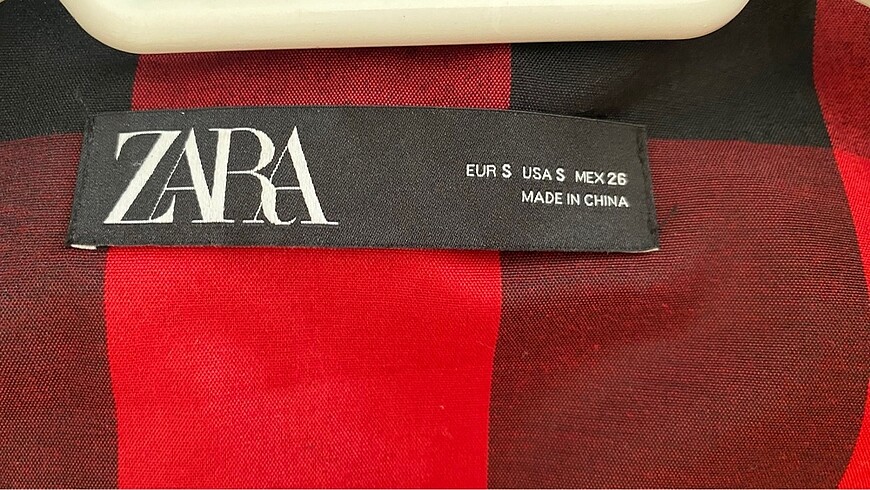 ZARA
EUR S USA S MEX 26
MADE IN CHINA